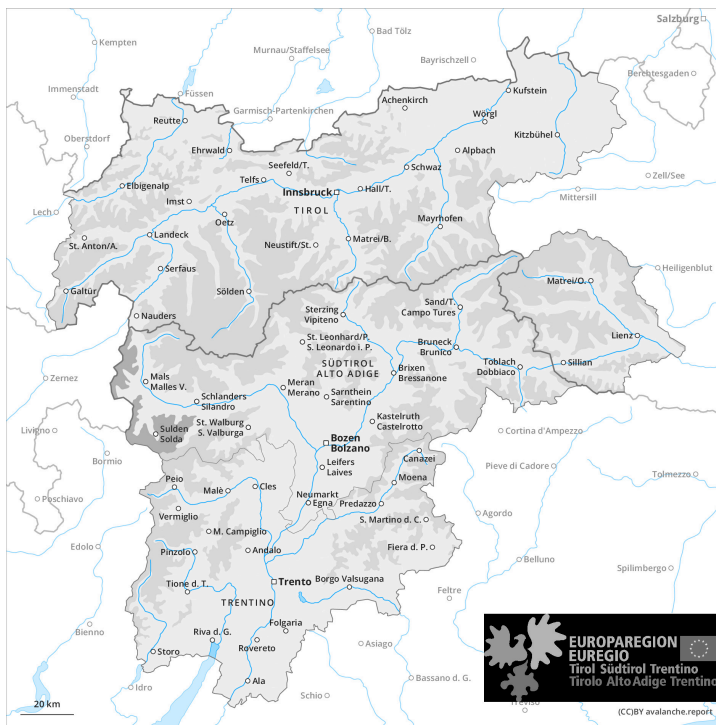 Salzburg
Kempten
Bad Tölz
Murnau/Staffelsee
Bayrischzell
Berchtesgaden
Immenstadt
Füssen
Kufstein
Achenkirch
Garmisch-Partenkirchen
Wörgl
Reutte
Oberstdorf
Kitzbühel
Ehrwald
Alpbach
Seefeld/T.
Schwaz
Zell/See
Telfs
Elbigenalp
Innsbruck
Hall/T.
Mittersill
Imst
TIROL
Lech
Oetz
Mayrhofen
St. Anton/A.
Landeck
Neustift/St.
Matrei/B.
Serfaus
Heiligenblut
Matrei/O.
Galtür
Sölden
Sand/T.
Campo Tures
Nauders
Sterzing
Vipiteno
Lienz
St. Leonhard/P.
S. Leonardo i. P.
Bruneck
Brunico
SÜDTIROL
ALTO ADIGE
Toblach
Dobbiaco
Sillian
Brixen
Bressanone
Zernez
Mals
Malles V.
Meran
Merano
Schlanders
Silandro
Sarnthein
Sarentino
St. Walburg
S. Valburga
Kastelruth
Castelrotto
Livigno
Sulden
Solda
Cortina d'Ampezzo
Bozen
Bolzano
Bormio
Canazei
Leifers
Laives
Pieve di Cadore
Peio
Tolmezzo
Moena
Malè
Cles
Poschiavo
Neumarkt
Egna
Predazzo
Vermiglio
Agordo
S. Martino d. C.
M. Campiglio
Edolo
Fiera d. P.
Pinzolo
Andalo
Belluno
Spilimbergo
Trento
Borgo Valsugana
Tione d. T.
Feltre
TRENTINO
Folgaria
Bienno
Riva d. G.
Rovereto
Asiago
Storo
EUROPAREGION
EUREGIO
Tirol Südtirol Trentino
Tirolo Alto Adige Trentino
Ala
Bassano d. G.
Idro
Schio
Treviso
20 km
(CC)BY avalanche.report